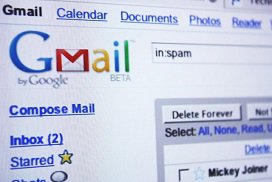 Gmail Calendar Documents Photos Reader
Gmail
by Google BETA
in:spam
Compose Mail
Inbox (2)
Starred
Chats
Delete Forever Not
Select: All, None, Read,
Delete
Mickey Joiner